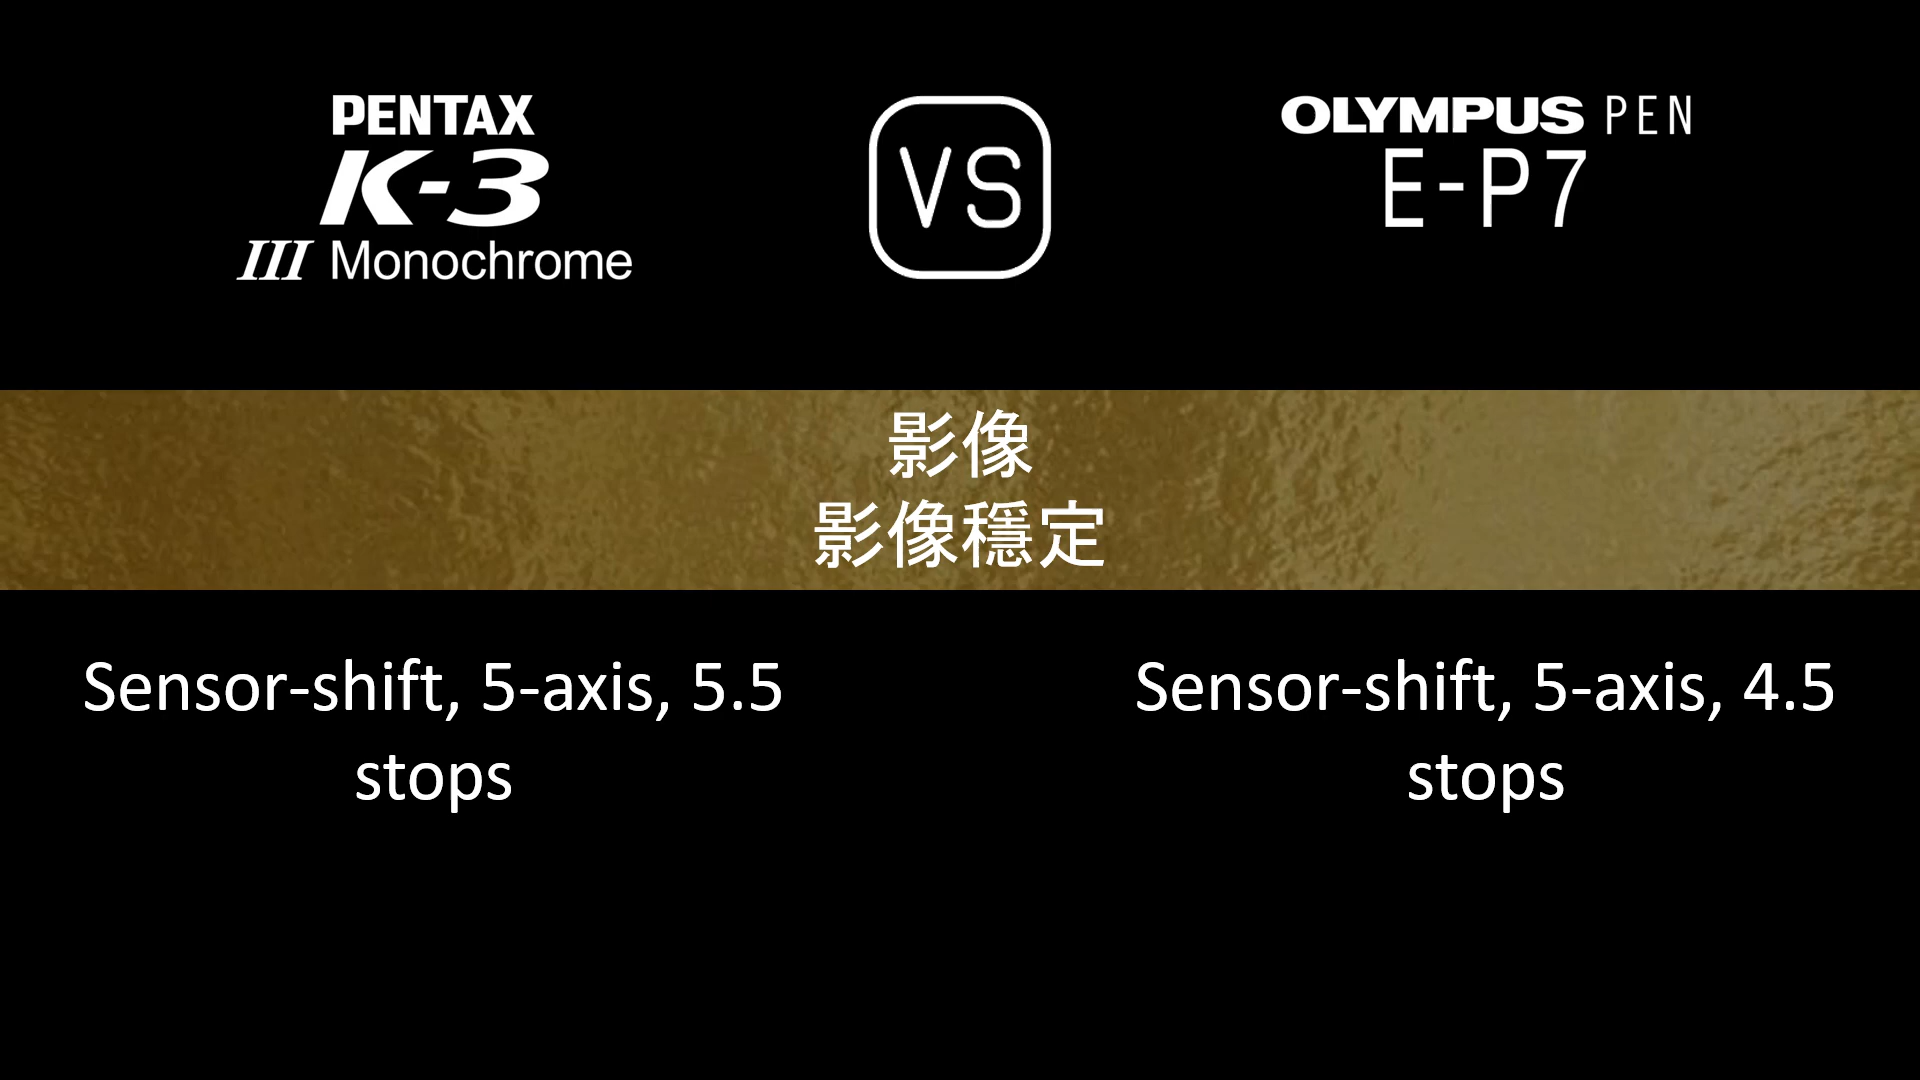 PENTAX
K-3
III Monochrome
VS
OLYMPUS PEN
E-P7
影像
影像穩定
Sensor-shift, 5-axis, 5.5
stops
Sensor-shift, 5-axis, 4.5
stops